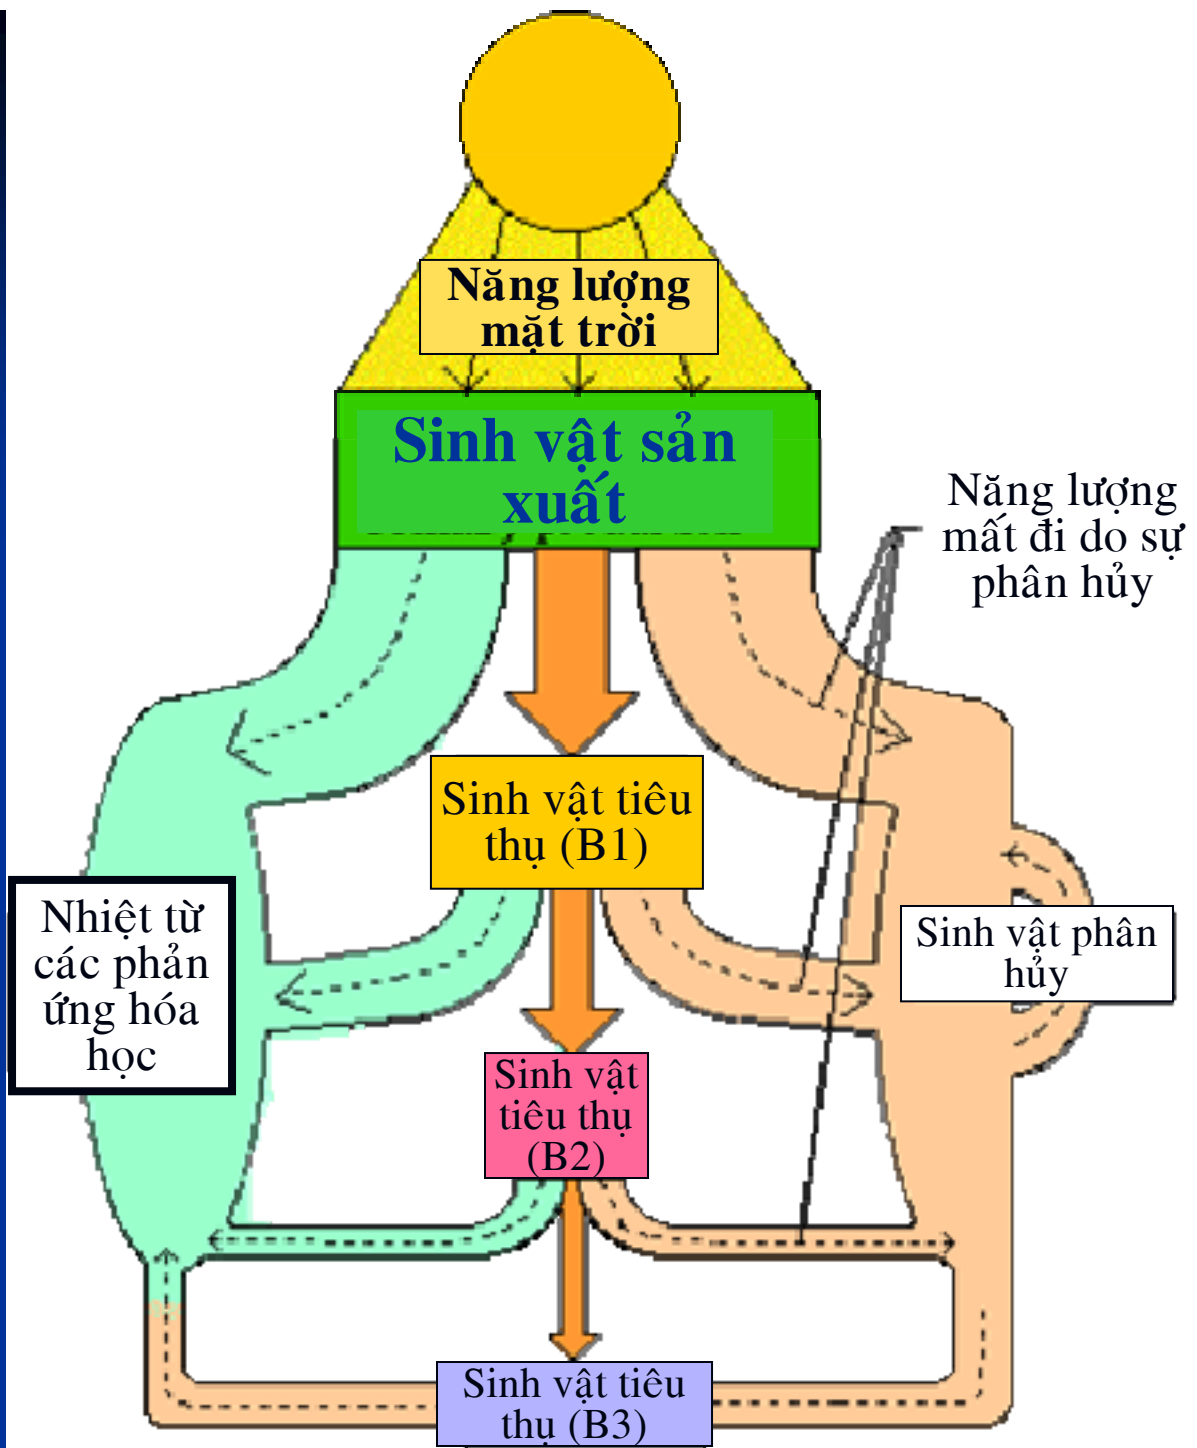 Năng lượng
mặt trời
Sinh vật sản
xuất
Năng lượng
mất đi do sự
phân hủy
Sinh vật tiêu
thụ (B1)
Nhiệt từ
các phản
ứng hóa
học
Sinh vật phân
hủy
Sinh vật
tiêu thụ
(B2)
Sinh vật tiêu
thụ (B3)